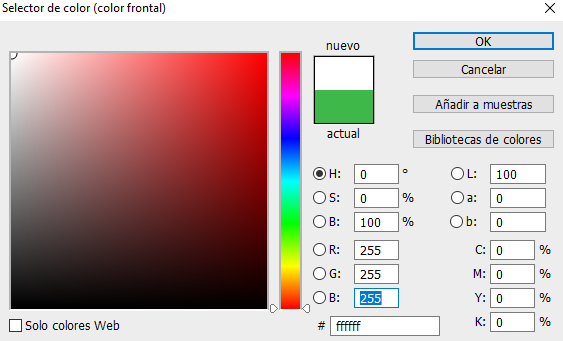 Selector de color (color frontal)
nuevo
actual
OK
Cancelar
Añadir a muestras
Bibliotecas de colores
H: 0 °
S: 0 %
B: 100 %
R: 255
G: 255
B: 255
# ffffff
L: 100
a: 0
b: 0
C: 0 %
M: 0 %
Y: 0 %
K: 0 %
Solo colores Web